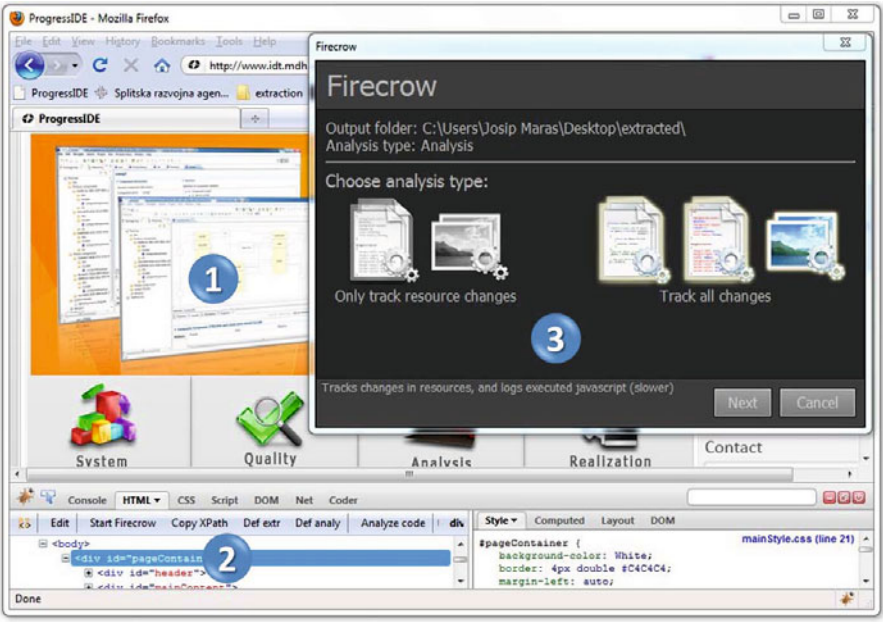 ProgressIDE - Mozilla Firefox
File Edit View History Bookmarks Tools Help
http://www.idt.mdh
ProgressIDE Splitska razvojna agen... extraction
ProgressIDE
1
System
Quality
Analysis
Realization
Contact
Firecrow
Firecrow
Output folder: C:\Users\Josip Maras\Desktop\extracted\
Analysis type: Analysis
Choose analysis type:
Only track resource changes
Track all changes
3
Tracks changes in resources, and logs executed javascript (slower)
Next Cancel
Console HTML CSS Script DOM Net Coder
Edit Start Firecrow Copy XPath Def extr Def analy Analyze code div
Style Computed Layout DOM
<body>
<div id="pageContain
2
<div id="header">
<div id="mainContent">
#pageContainer {
mainStyle.css (line 21)
background-color: White;
border: 4px double #C4C4C4;
margin-left: auto;
Done